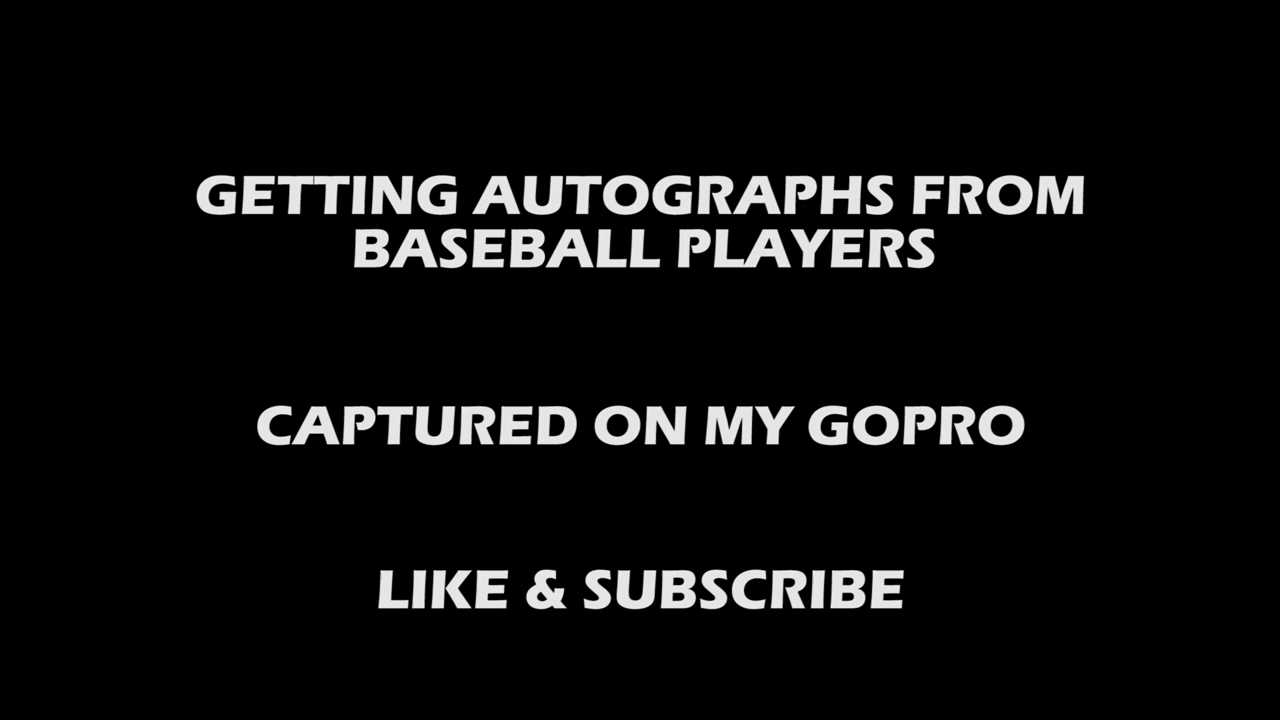 GETTING AUTOGRAPHS FROM
BASEBALL PLAYERS
CAPTURED ON MY GOPRO
LIKE & SUBSCRIBE